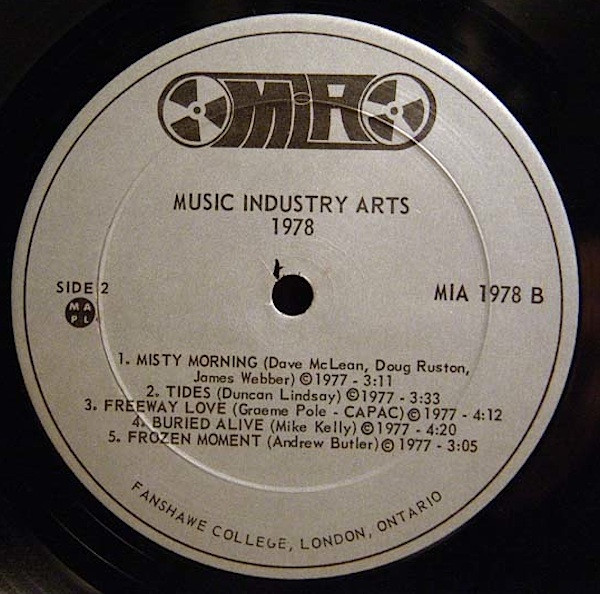 MIA
MUSIC INDUSTRY ARTS
1978
SIDE 2
MIA 1978 B
MA
PL
1. MISTY MORNING (Dave McLean, Doug Ruston,
James Webber) ©1977 - 3:11
2. TIDES (Duncan Lindsay) ©1977 - 3:33
3. FREEWAY LOVE (Graeme Pole - CAPAC) ©1977 - 4:12
4. BURIED ALIVE (Mike Kelly) ©1977 - 4:20
5. FROZEN MOMENT (Andrew Butler) © 1977 - 3:05
FANSHAWE COLLEGE, LONDON, ONTARIO